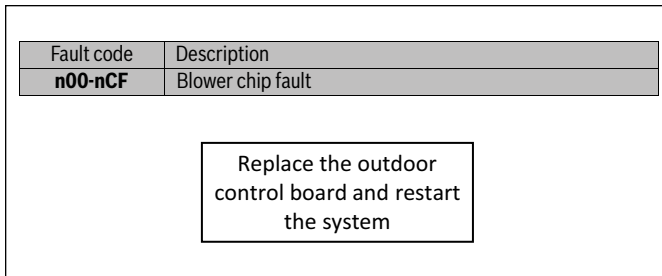 Fault code Description
n00-nCF Blower chip fault
Replace the outdoor
control board and restart
the system